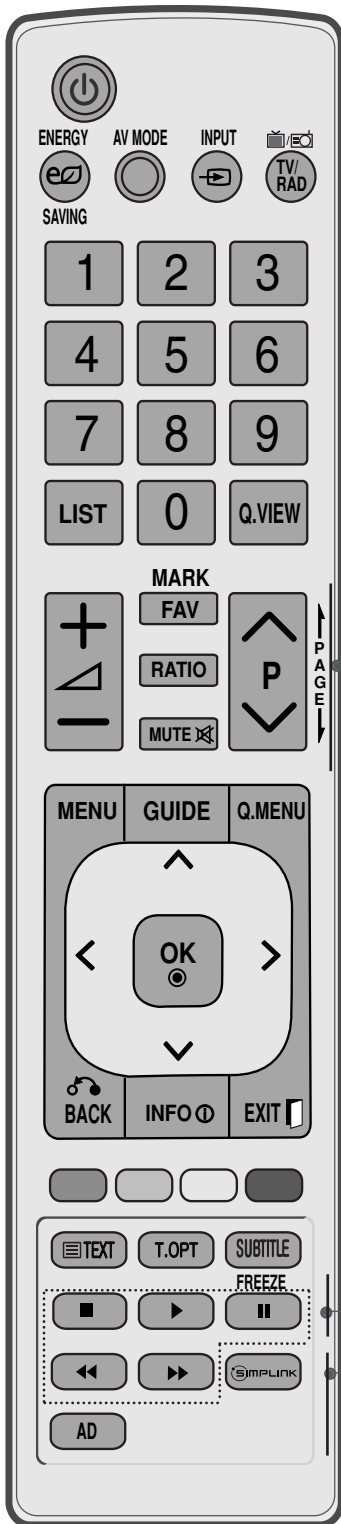 ENERGY AV MODE INPUT
TV/
RAD
SAVING
1 2 3
4 5 6
7 8 9
LIST 0 Q.VIEW
MARK
FAV
RATIO P
MUTE
PAGE
MENU GUIDE Q.MENU
OK
BACK INFO EXIT
TEXT T.OPT SUBTITLE
FREEZE
SIMPLINK
AD